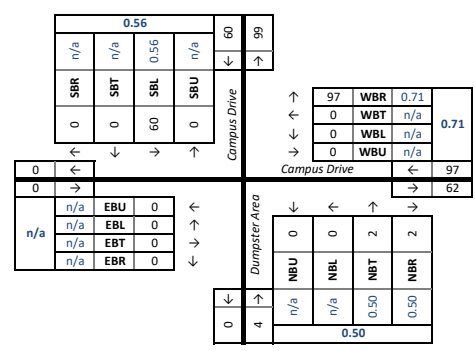 0.56
n/a n/a 0.56 n/a
SBR SBT SBL SBU
0 0 60 0
← ↓ → ↑
60 99
↓ ↑
Campus Drive
↑ 97 WBR 0.71
← 0 WBT n/a
↓ 0 WBL n/a
→ 0 WBU n/a
0.71
Campus Drive
0 ←
← 97
0 →
→ 62
n/a
n/a EBU 0 ←
n/a EBL 0 ↑
n/a EBT 0 →
n/a EBR 0 ↓
Dumpster Area
↓ ← ↑ →
0 0 2 2
NBU NBL NBT NBR
n/a n/a 0.50 0.50
0.50
↓ ↑
0 4